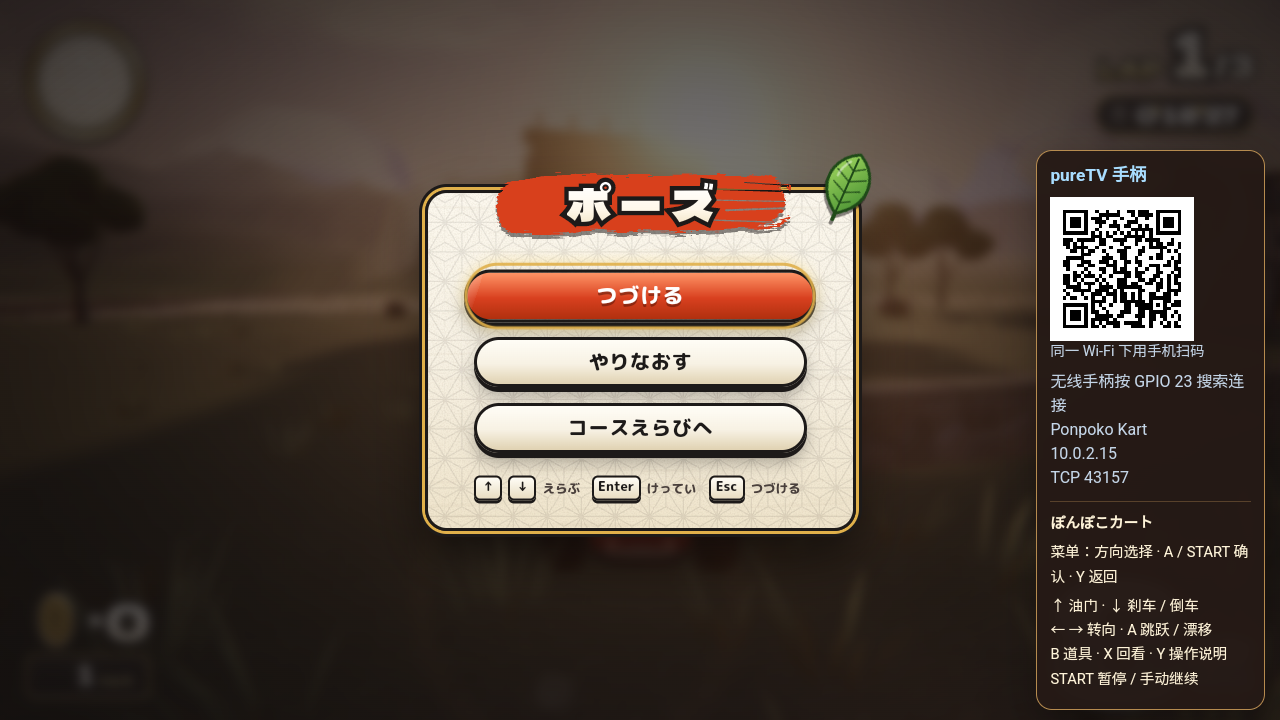 1
ポーズ
つづける
やりなおす
コースえらびへ
↑ ↓ えらぶ Enter けってい Esc つづける
pureTV 手柄
同一 Wi-Fi 下用手机扫码
无线手柄按 GPIO 23 搜索连
接
Ponpoko Kart
10.0.2.15
TCP 43157
ぽんぽこカート
菜单：方向选择 · A / START 确
认 · Y 返回
↑ 油门 · ↓ 刹车 / 倒车
← → 转向 · A 跳跃 / 漂移
B 道具 · X 回看 · Y 操作说明
START 暂停 / 手动继续